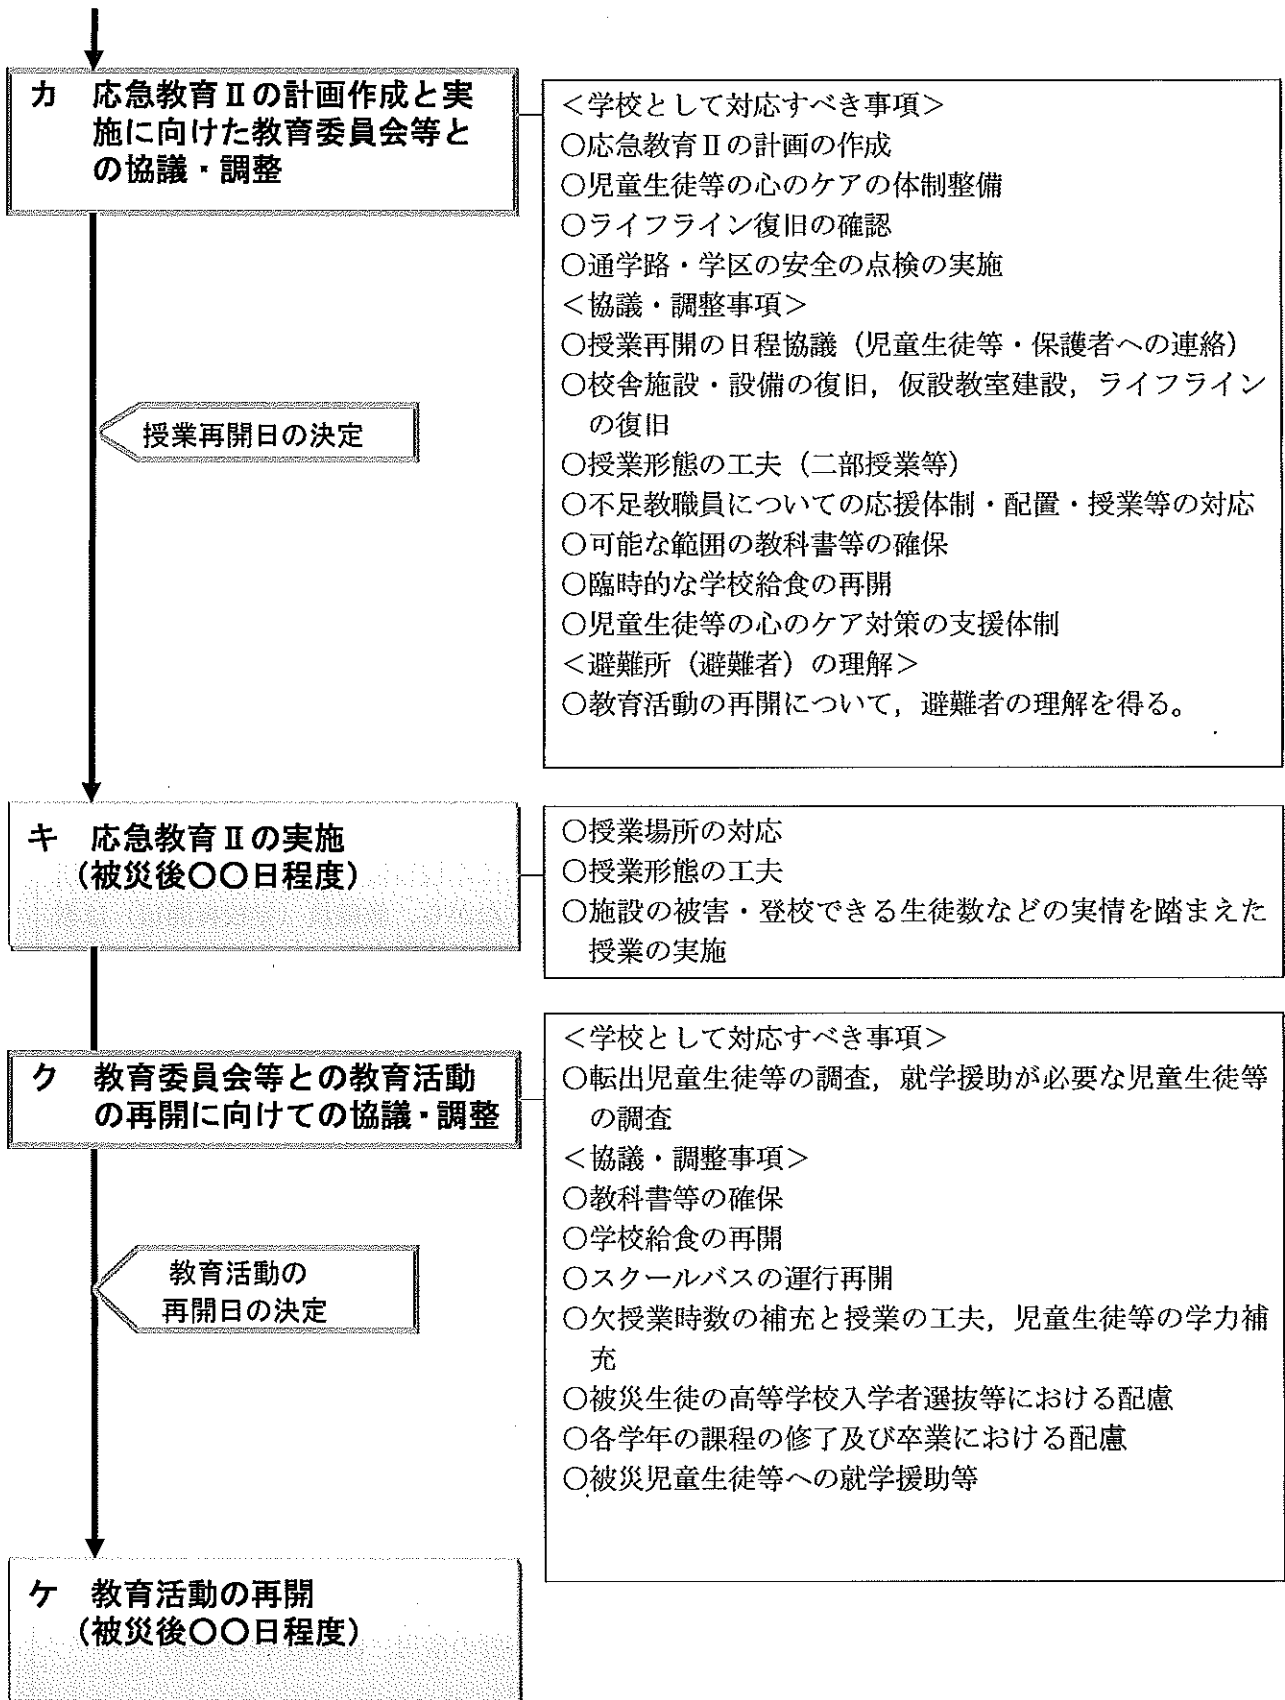 カ 応急教育Ⅱの計画作成と実
施に向けた教育委員会等と
の協議・調整
＜学校として対応すべき事項＞
○応急教育Ⅱの計画の作成
○児童生徒等の心のケアの体制整備
○ライフライン復旧の確認
○通学路・学区の安全の点検の実施
＜協議・調整事項＞
○授業再開の日程協議（児童生徒等・保護者への連絡）
○校舎施設・設備の復旧，仮設教室建設，ライフライン
の復旧
○授業形態の工夫（二部授業等）
○不足教職員についての応援体制・配置・授業等の対応
○可能な範囲の教科書等の確保
○臨時的な学校給食の再開
○児童生徒等の心のケア対策の支援体制
＜避難所（避難者）の理解＞
○教育活動の再開について，避難者の理解を得る。
授業再開日の決定
キ 応急教育Ⅱの実施
（被災後〇〇日程度）
○授業場所の対応
○授業形態の工夫
○施設の被害・登校できる生徒数などの実情を踏まえた
授業の実施
ク 教育委員会等との教育活動
の再開に向けての協議・調整
＜学校として対応すべき事項＞
○転出児童生徒等の調査，就学援助が必要な児童生徒等
の調査
＜協議・調整事項＞
○教科書等の確保
○学校給食の再開
○スクールバスの運行再開
○欠授業時数の補充と授業の工夫，児童生徒等の学力補
充
○被災生徒の高等学校入学者選抜等における配慮
○各学年の課程の修了及び卒業における配慮
○被災児童生徒等への就学援助等
教育活動の
再開日の決定
ケ 教育活動の再開
（被災後〇〇日程度）